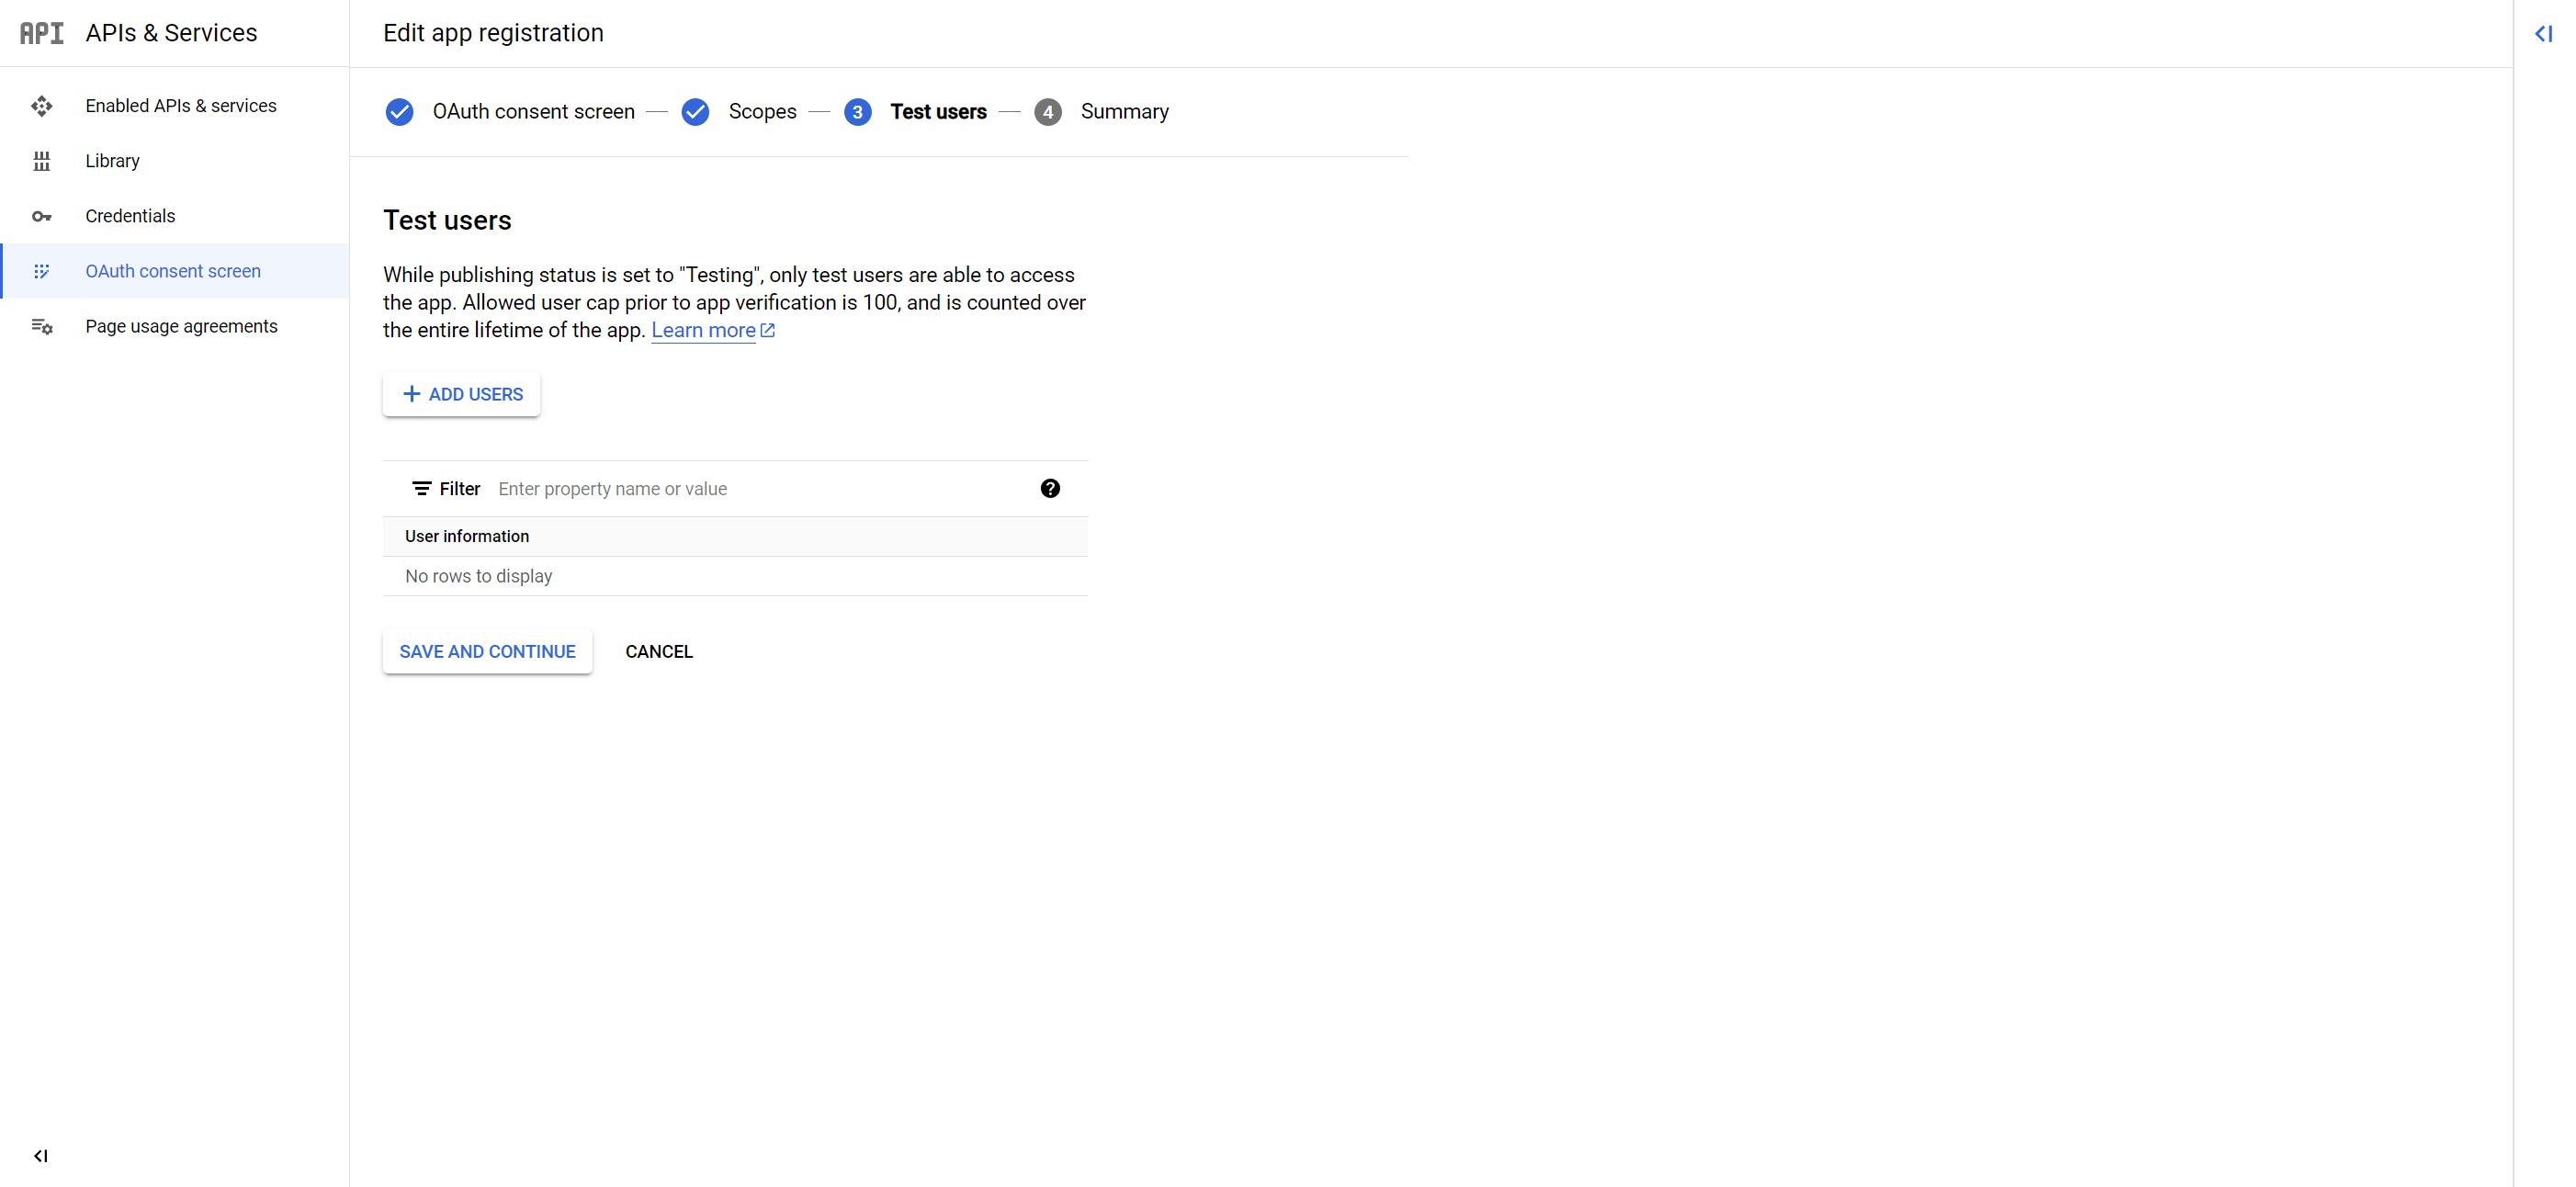 API APIs & Services
Enabled APIs & services
Library
Credentials
OAuth consent screen
Page usage agreements
Edit app registration
OAuth consent screen
Scopes
3 Test users
4 Summary
Test users
While publishing status is set to "Testing", only test users are able to access
the app. Allowed user cap prior to app verification is 100, and is counted over
the entire lifetime of the app. Learn more
ADD USERS
Filter Enter property name or value
User information
No rows to display
SAVE AND CONTINUE CANCEL